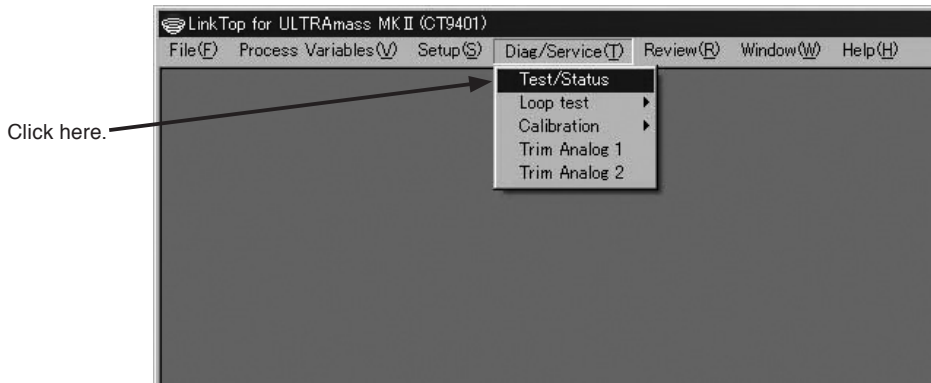 LinkTop for ULTRAmass MKⅡ (CT9401)
File(F) Process Variables(V) Setup(S) Diag/Service(T) Review(R) Window(W) Help(H)
Test/Status
Loop test
Calibration
Trim Analog 1
Trim Analog 2
Click here.